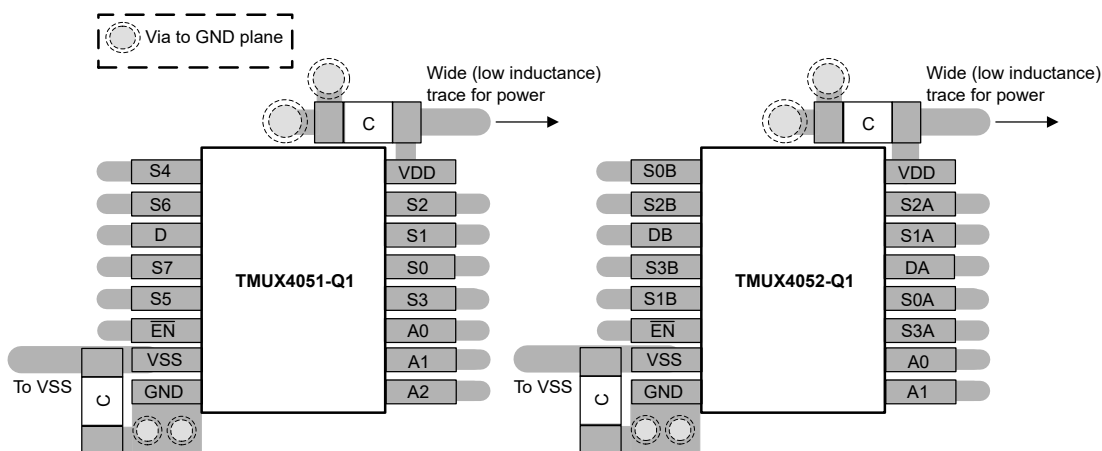 Via to GND plane
Wide (low inductance)
trace for power
C
S4
S6
D
S7
S5
EN
VSS
GND
To VSS
C
TMUX4051-Q1
VDD
S2
S1
S0
S3
A0
A1
A2
Wide (low inductance)
trace for power
C
S0B
S2B
DB
S3B
S1B
EN
VSS
GND
To VSS
C
TMUX4052-Q1
VDD
S2A
S1A
DA
S0A
S3A
A0
A1